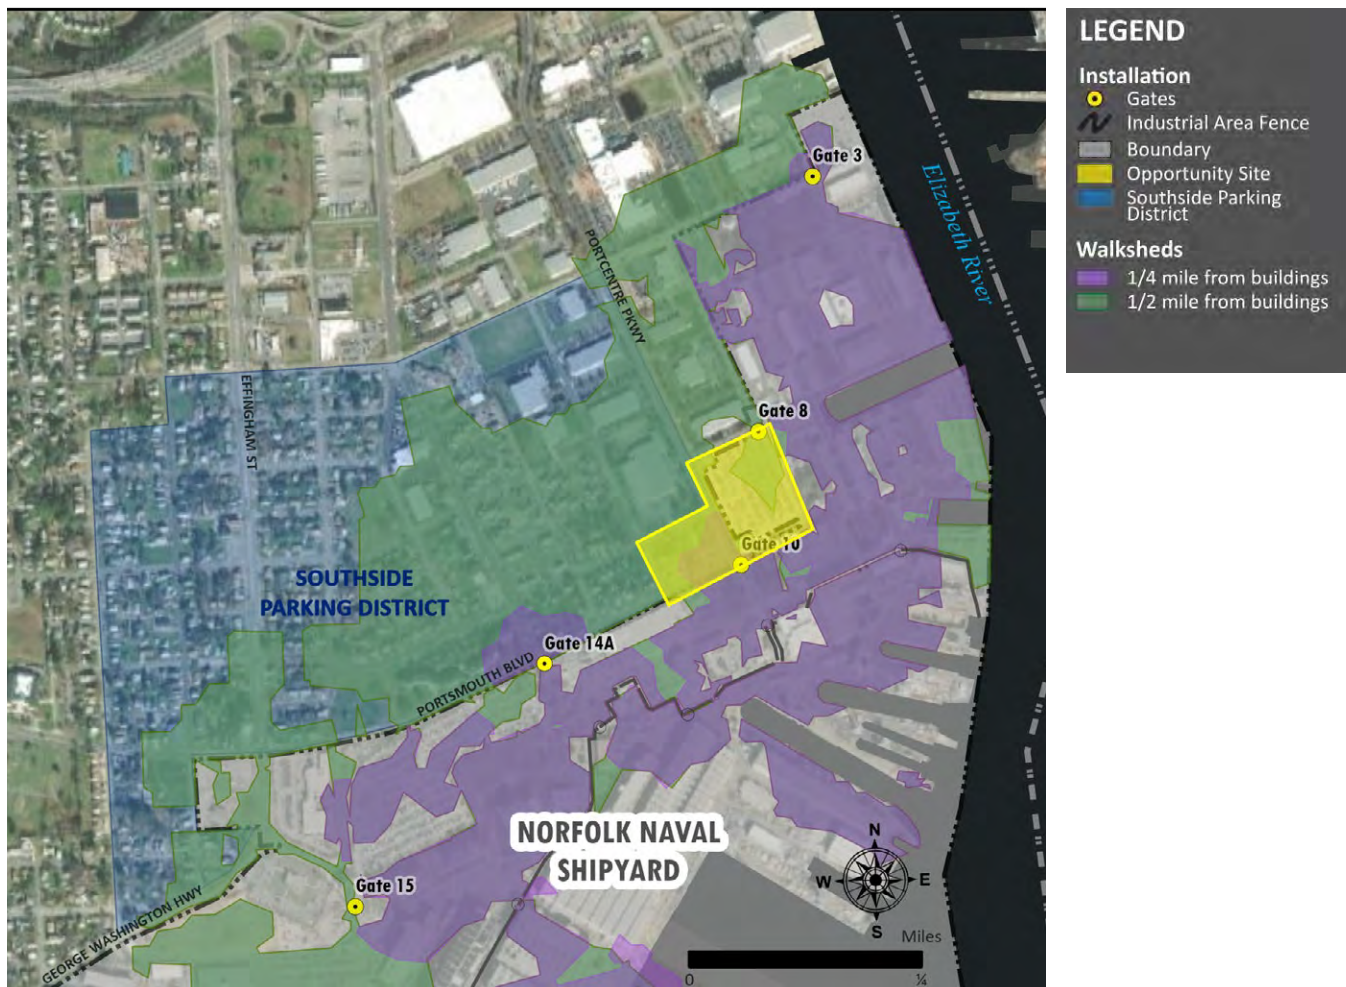 Gate 3
Elizabeth River
PORTCENTRE PKWY
EFFINGHAM ST
Gate 8
Gate 10
SOUTHSIDE
PARKING DISTRICT
Gate 14A
PORTSMOUTH BLVD
NORFOLK NAVAL
SHIPYARD
Gate 15
GEORGE WASHINGTON HWY
N
W
E
S
Miles
0
¼
LEGEND
Installation
Gates
Industrial Area Fence
Boundary
Opportunity Site
Southside Parking
District
Walksheds
1/4 mile from buildings
1/2 mile from buildings